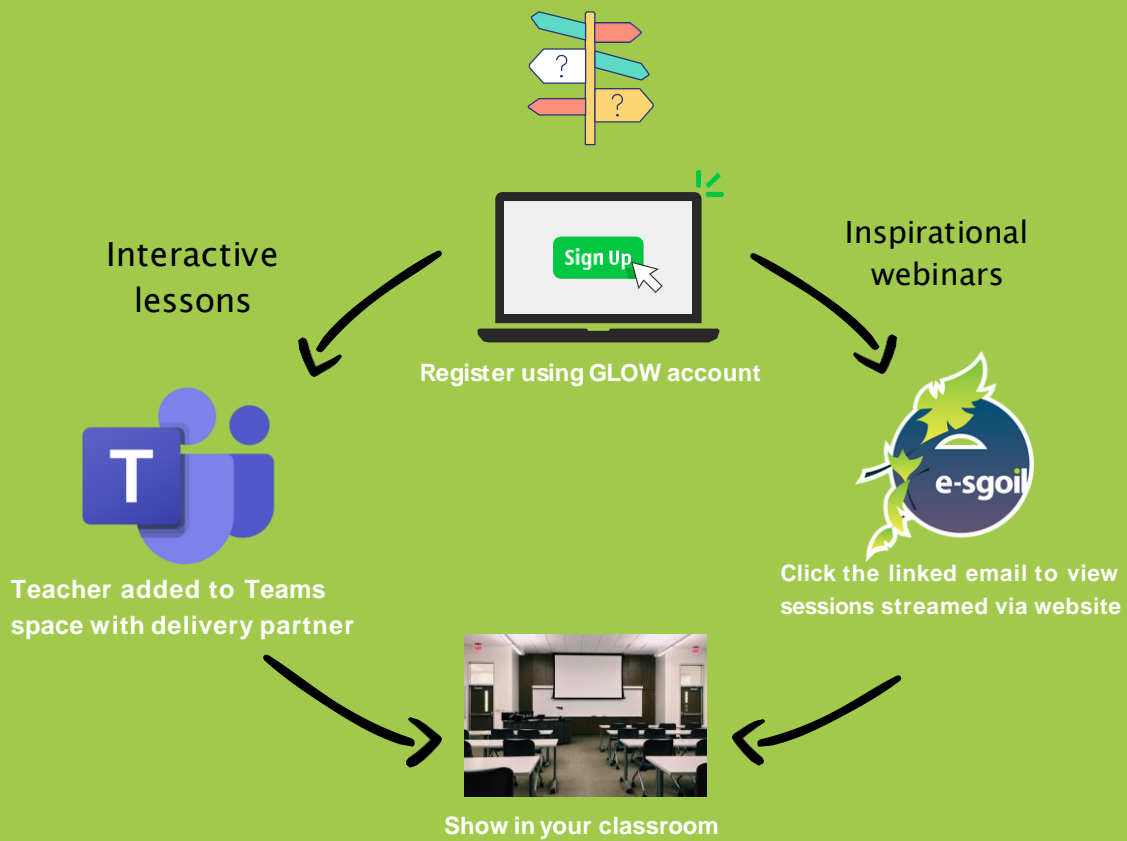 ?
?
Sign Up
Register using GLOW account
Interactive
lessons
Inspirational
webinars
T
e-sgoil
Teacher added to Teams
space with delivery partner
Click the linked email to view
sessions streamed via website
Show in your classroom